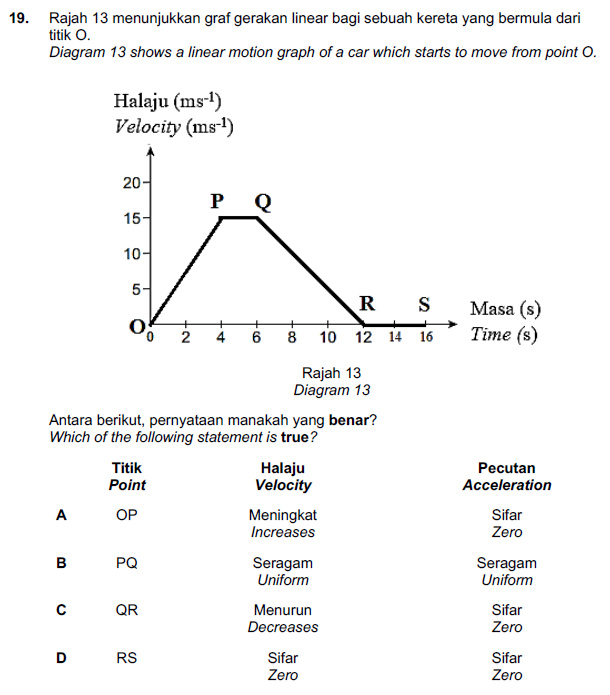 19. Rajah 13 menunjukkan graf gerakan linear bagi sebuah kereta yang bermula dari
titik O.
Diagram 13 shows a linear motion graph of a car which starts to move from point O.
Halaju (ms-1)
Velocity (ms-1)
20
15
10
5
P Q
R S
O
0 2 4 6 8 10 12 14 16
Masa (s)
Time (s)
Rajah 13
Diagram 13
Antara berikut, pernyataan manakah yang benar?
Which of the following statement is true?
Titik Halaju Pecutan
Point Velocity Acceleration
A OP Meningkat Sifar
Increases Zero
B PQ Seragam Seragam
Uniform Uniform
C QR Menurun Sifar
Decreases Zero
D RS Sifar Sifar
Zero Zero